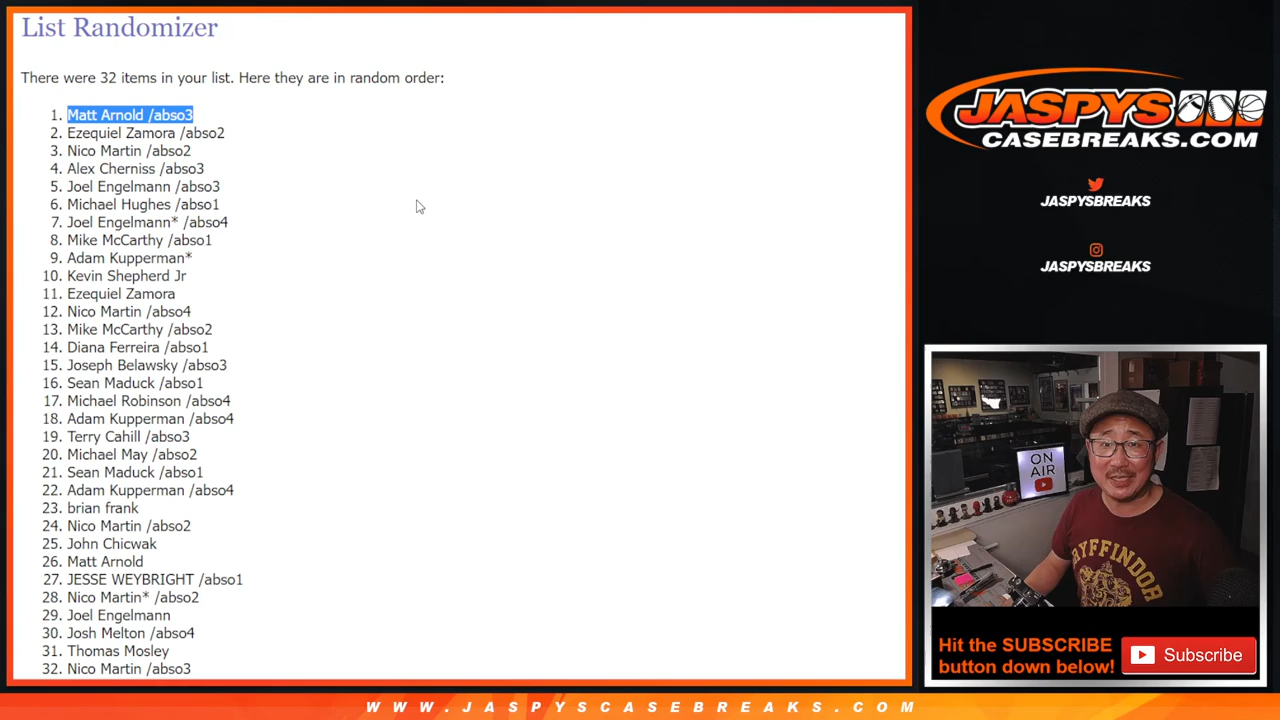 List Randomizer
There were 32 items in your list. Here they are in random order:
1. Matt Arnold /abso3
2. Ezequiel Zamora /abso2
3. Nico Martin /abso2
4. Alex Cherniss /abso3
5. Joel Engelmann /abso3
6. Michael Hughes /abso1
7. Joel Engelmann* /abso4
8. Mike McCarthy /abso1
9. Adam Kupperman*
10. Kevin Shepherd Jr
11. Ezequiel Zamora
12. Nico Martin /abso4
13. Mike McCarthy /abso2
14. Diana Ferreira /abso1
15. Joseph Belawsky /abso3
16. Sean Maduck /abso1
17. Michael Robinson /abso4
18. Adam Kupperman /abso4
19. Terry Cahill /abso3
20. Michael May /abso2
21. Sean Maduck /abso1
22. Adam Kupperman /abso4
23. brian frank
24. Nico Martin /abso2
25. John Chicwak
26. Matt Arnold
27. JESSE WEYBRIGHT /abso1
28. Nico Martin* /abso2
29. Joel Engelmann
30. Josh Melton /abso4
31. Thomas Mosley
32. Nico Martin /abso3
JASPYS
CASEBREAKS.COM
JASPYSBREAKS
JASPYSBREAKS
ON
AIR
GRYFFINDOR
Hit the SUBSCRIBE
button down below!
Subscribe
WWW.JASPYSCASEBREAKS.COM